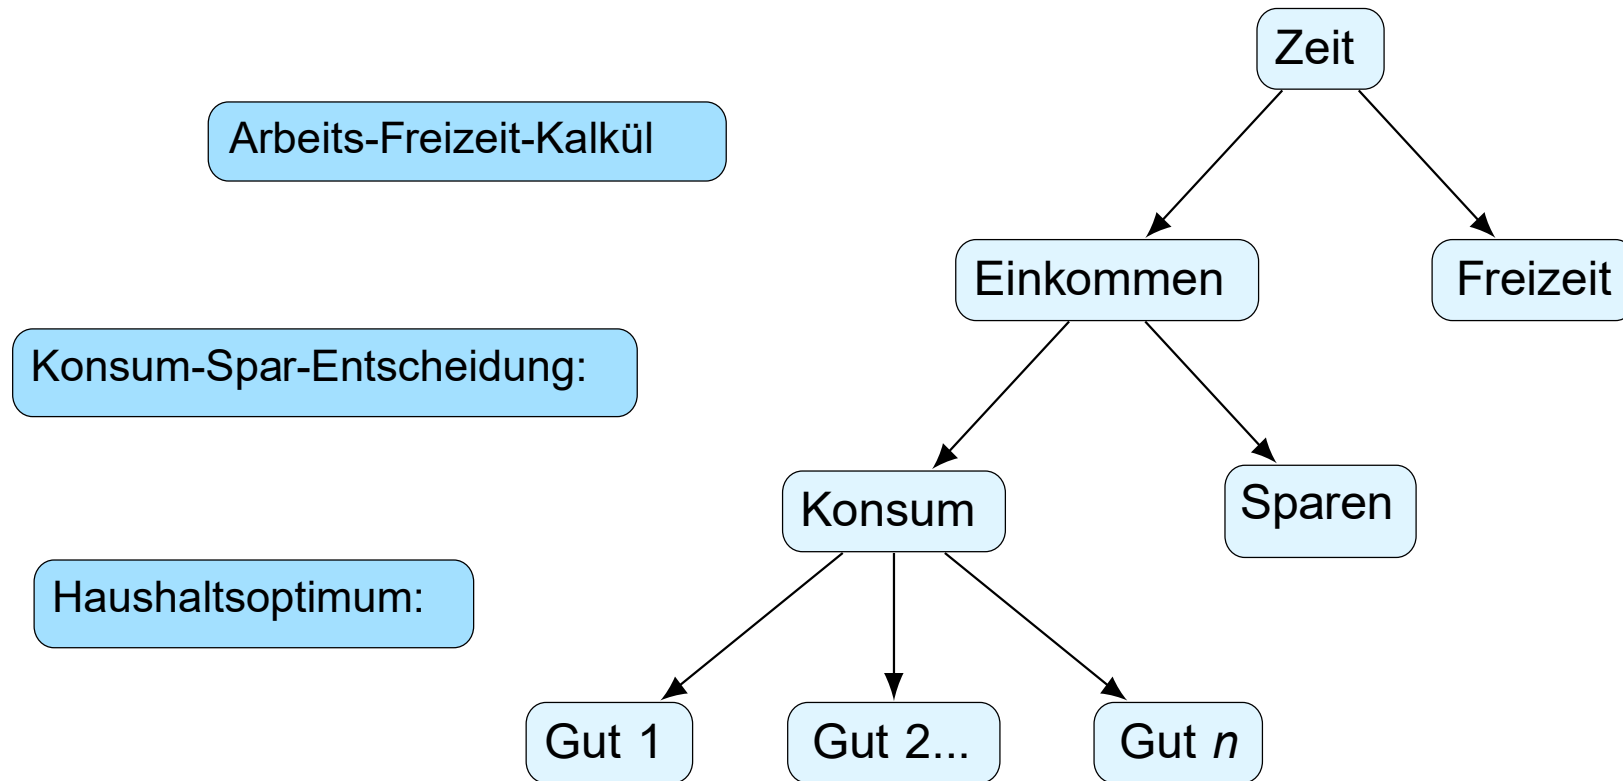 Zeit
Arbeits-Freizeit-Kalkül
Einkommen
Freizeit
Konsum-Spar-Entscheidung:
Konsum
Sparen
Haushaltsoptimum:
Gut 1
Gut 2...
Gut n